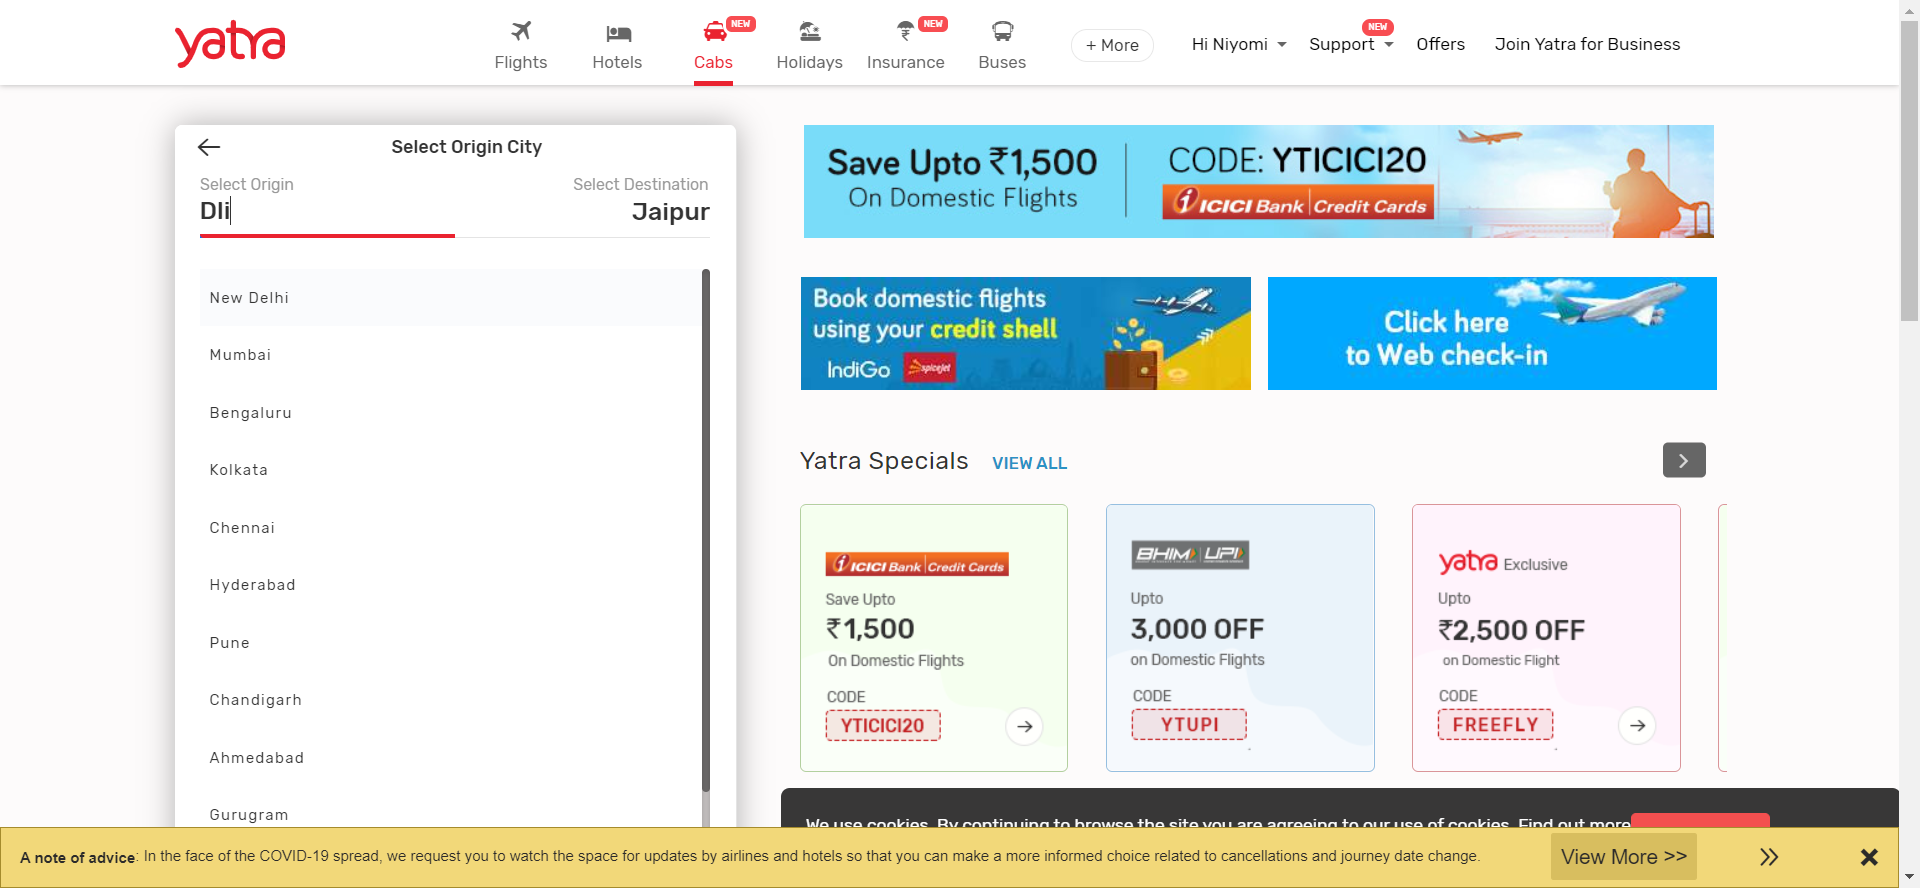 yatra
Flights
Hotels
NEW
Cabs
Holidays
NEW
Insurance
Buses
+ More
Hi Niyomi
NEW
Support
Offers
Join Yatra for Business
Select Origin City
Select Origin
Select Destination
Dli
Jaipur
New Delhi
Mumbai
Bengaluru
Kolkata
Chennai
Hyderabad
Pune
Chandigarh
Ahmedabad
Gurugram
Save Upto ₹1,500
On Domestic Flights
CODE: YTICICI20
ICICI Bank Credit Cards
Book domestic flights
using your credit shell
IndiGo spicejet
Click here
to Web check-in
Yatra Specials VIEW ALL
ICICI Bank Credit Cards
Save Upto
₹1,500
On Domestic Flights
CODE
YTICICI20
BHIM UPI
Upto
3,000 OFF
on Domestic Flights
CODE
YTUPI
yatra Exclusive
Upto
₹2,500 OFF
on Domestic Flight
CODE
FREEFLY
We use cookies. By continuing to browse the site you are agreeing to our use of cookies. Find out more
A note of advice: In the face of the COVID-19 spread, we request you to watch the space for updates by airlines and hotels so that you can make a more informed choice related to cancellations and journey date change.
View More >>